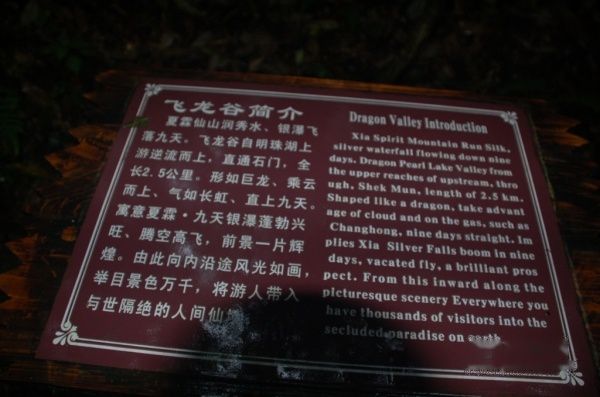 飞龙谷简介
夏霖仙山润秀水、银瀑飞
落九天。飞龙谷自明珠湖上
游逆流而上，直通石门，全
长2.5公里。形如巨龙、乘云
而上、气如长虹、直上九天。
寓意夏霖·九天银瀑蓬勃兴
旺、腾空高飞，前景一片辉
煌。由此向内沿途风光如画，
举目景色万千，将游人带入
与世隔绝的人间仙
Dragon Valley Introduction
Xia Spirit Mountain Run Silk,
silver waterfall flowing down nine
days. Dragon Pearl Lake Valley from
the upper reaches of upstream, thro
ugh. Shek Mun, length of 2.5 km.
Shaped like a dragon, take advant
age of cloud and on the gas, such as
Changhong, nine days straight. Im
plies Xia Silver Falls boom in nine
days, vacated fly, a brilliant pros
pect. From this inward along the
picturesque scenery Everywhere you
have thousands of visitors into the
secluded paradise on earth